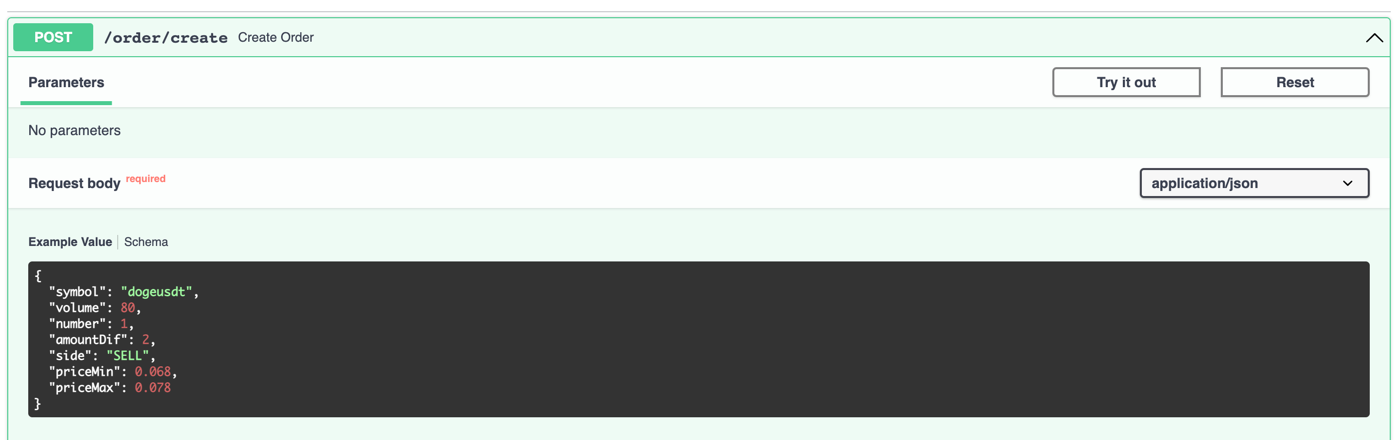 POST /order/create Create Order
Parameters Try it out Reset
No parameters
Request body required application/json
Example Value Schema
{
  "symbol": "dogeusdt",
  "volume": 80,
  "number": 1,
  "amountDif": 2,
  "side": "SELL",
  "priceMin": 0.068,
  "priceMax": 0.078
}